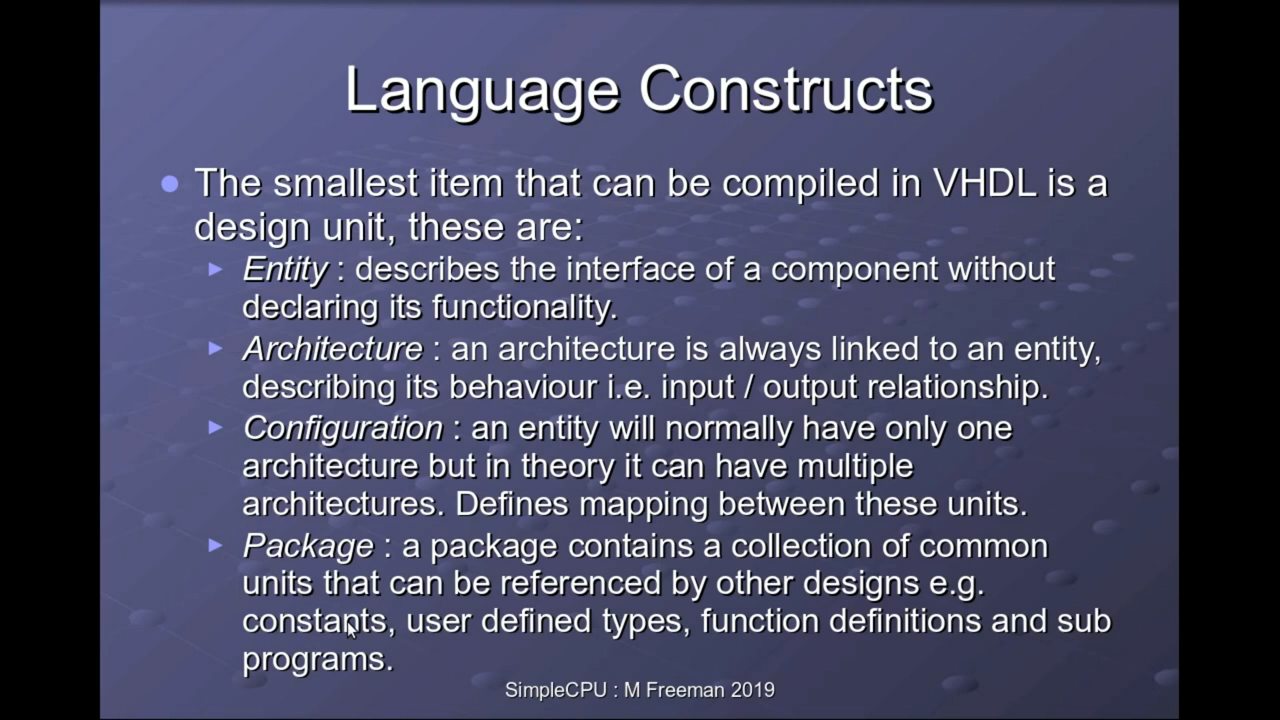 Language Constructs
The smallest item that can be compiled in VHDL is a
design unit, these are:
Entity : describes the interface of a component without
declaring its functionality.
Architecture : an architecture is always linked to an entity,
describing its behaviour i.e. input / output relationship.
Configuration : an entity will normally have only one
architecture but in theory it can have multiple
architectures. Defines mapping between these units.
Package : a package contains a collection of common
units that can be referenced by other designs e.g.
constants, user defined types, function definitions and sub
programs.
SimpleCPU : M Freeman 2019